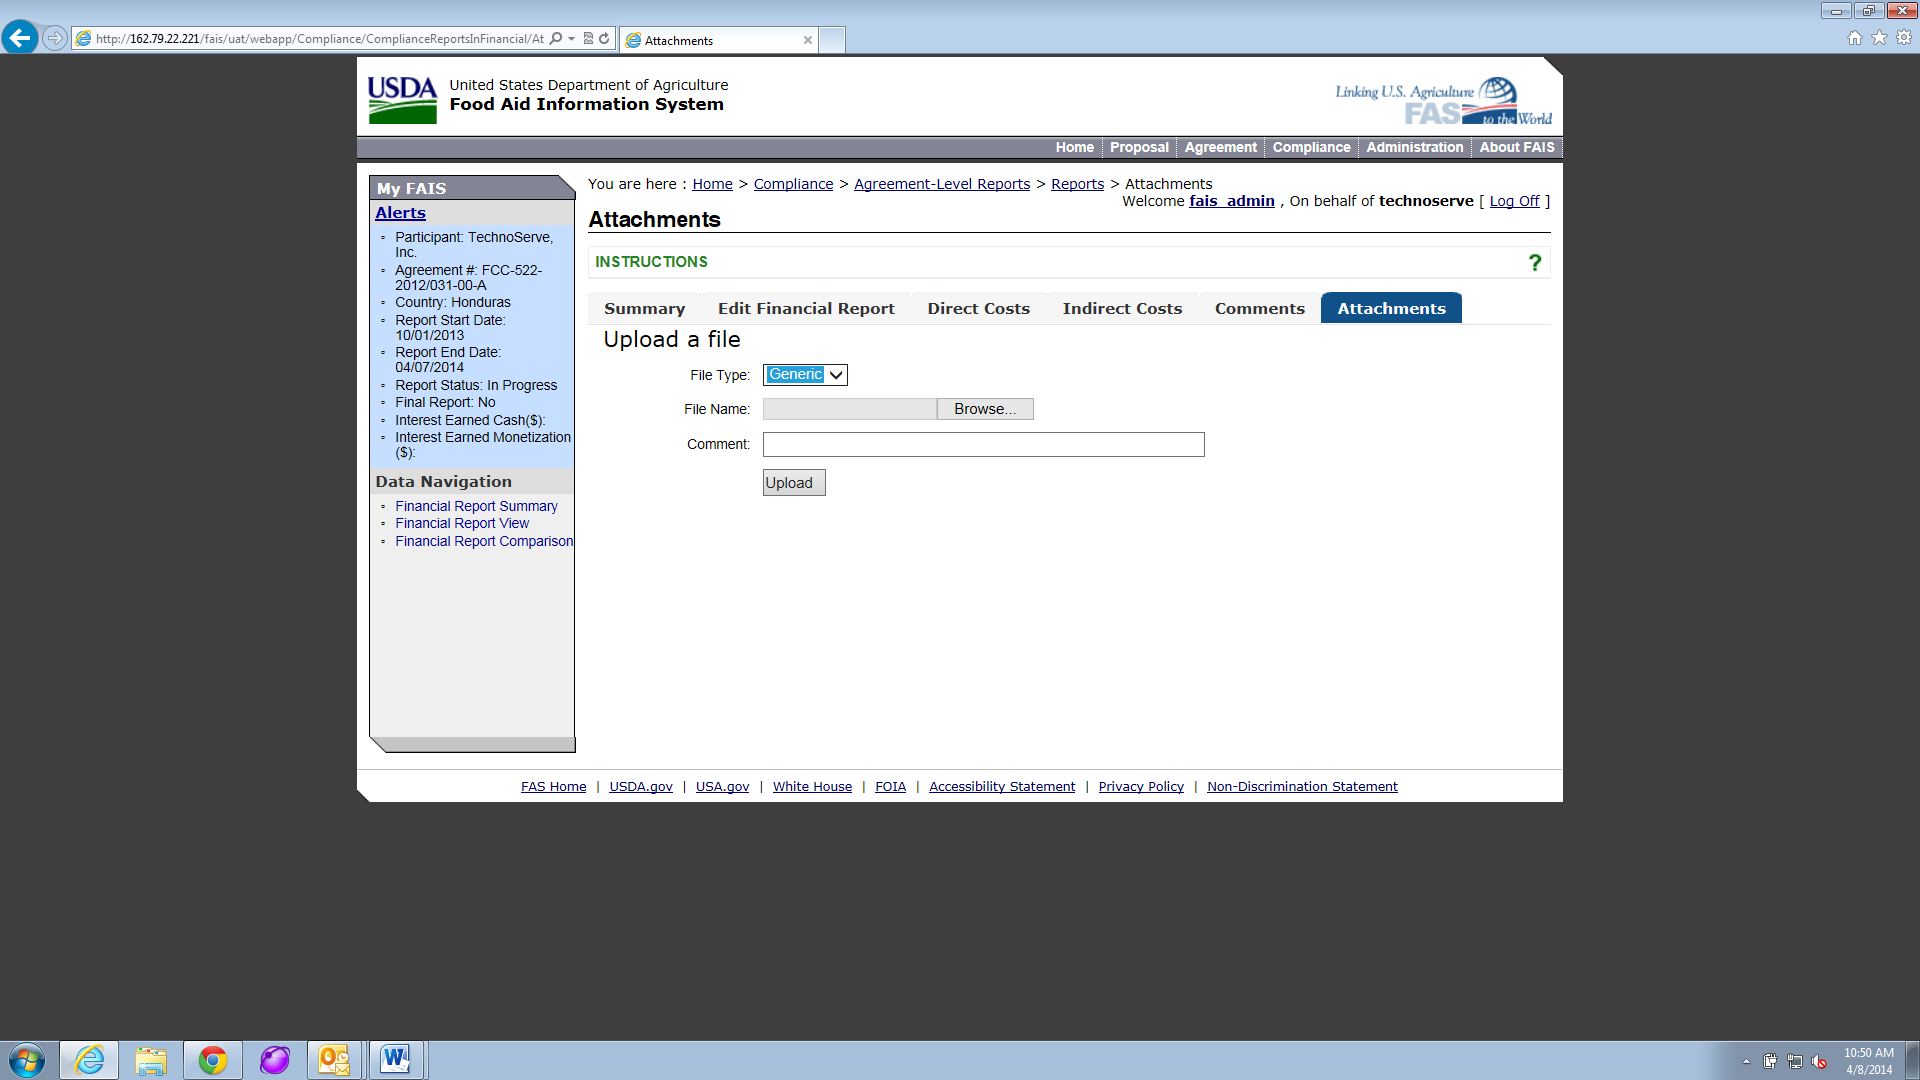 http://162.79.22.221/fais/uat/webapp/Compliance/ComplianceReportsInFinancial/At
Attachments
USDA
United States Department of Agriculture
Food Aid Information System
Linking U.S. Agriculture
FAS
to the World
Home Proposal Agreement Compliance Administration About FAIS
My FAIS
Alerts
Participant: TechnoServe,
Inc.
Agreement #: FCC-522-
2012/031-00-A
Country: Honduras
Report Start Date:
10/01/2013
Report End Date:
04/07/2014
Report Status: In Progress
Final Report: No
Interest Earned Cash($):
Interest Earned Monetization
($):
Data Navigation
Financial Report Summary
Financial Report View
Financial Report Comparison
You are here : Home > Compliance > Agreement-Level Reports > Reports > Attachments
Welcome fais_admin , On behalf of technoserve [ Log Off ]
Attachments
INSTRUCTIONS ?
Summary Edit Financial Report Direct Costs Indirect Costs Comments Attachments
Upload a file
File Type: Generic
File Name: Browse...
Comment:
Upload
FAS Home | USDA.gov | USA.gov | White House | FOIA | Accessibility Statement | Privacy Policy | Non-Discrimination Statement
10:50 AM
4/8/2014